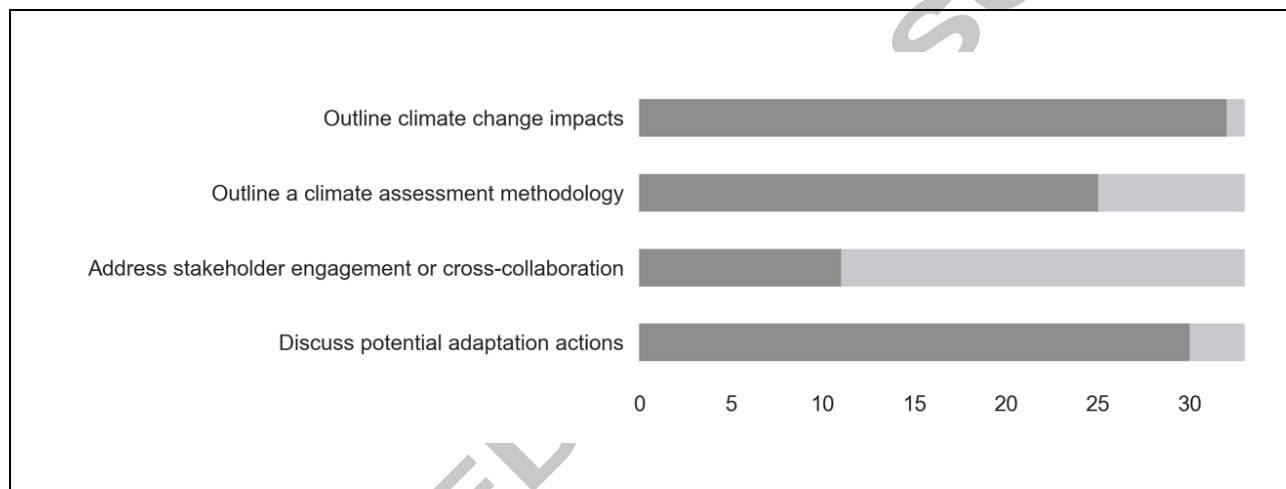 Outline climate change impacts
Outline a climate assessment methodology
Address stakeholder engagement or cross-collaboration
Discuss potential adaptation actions
0 5 10 15 20 25 30